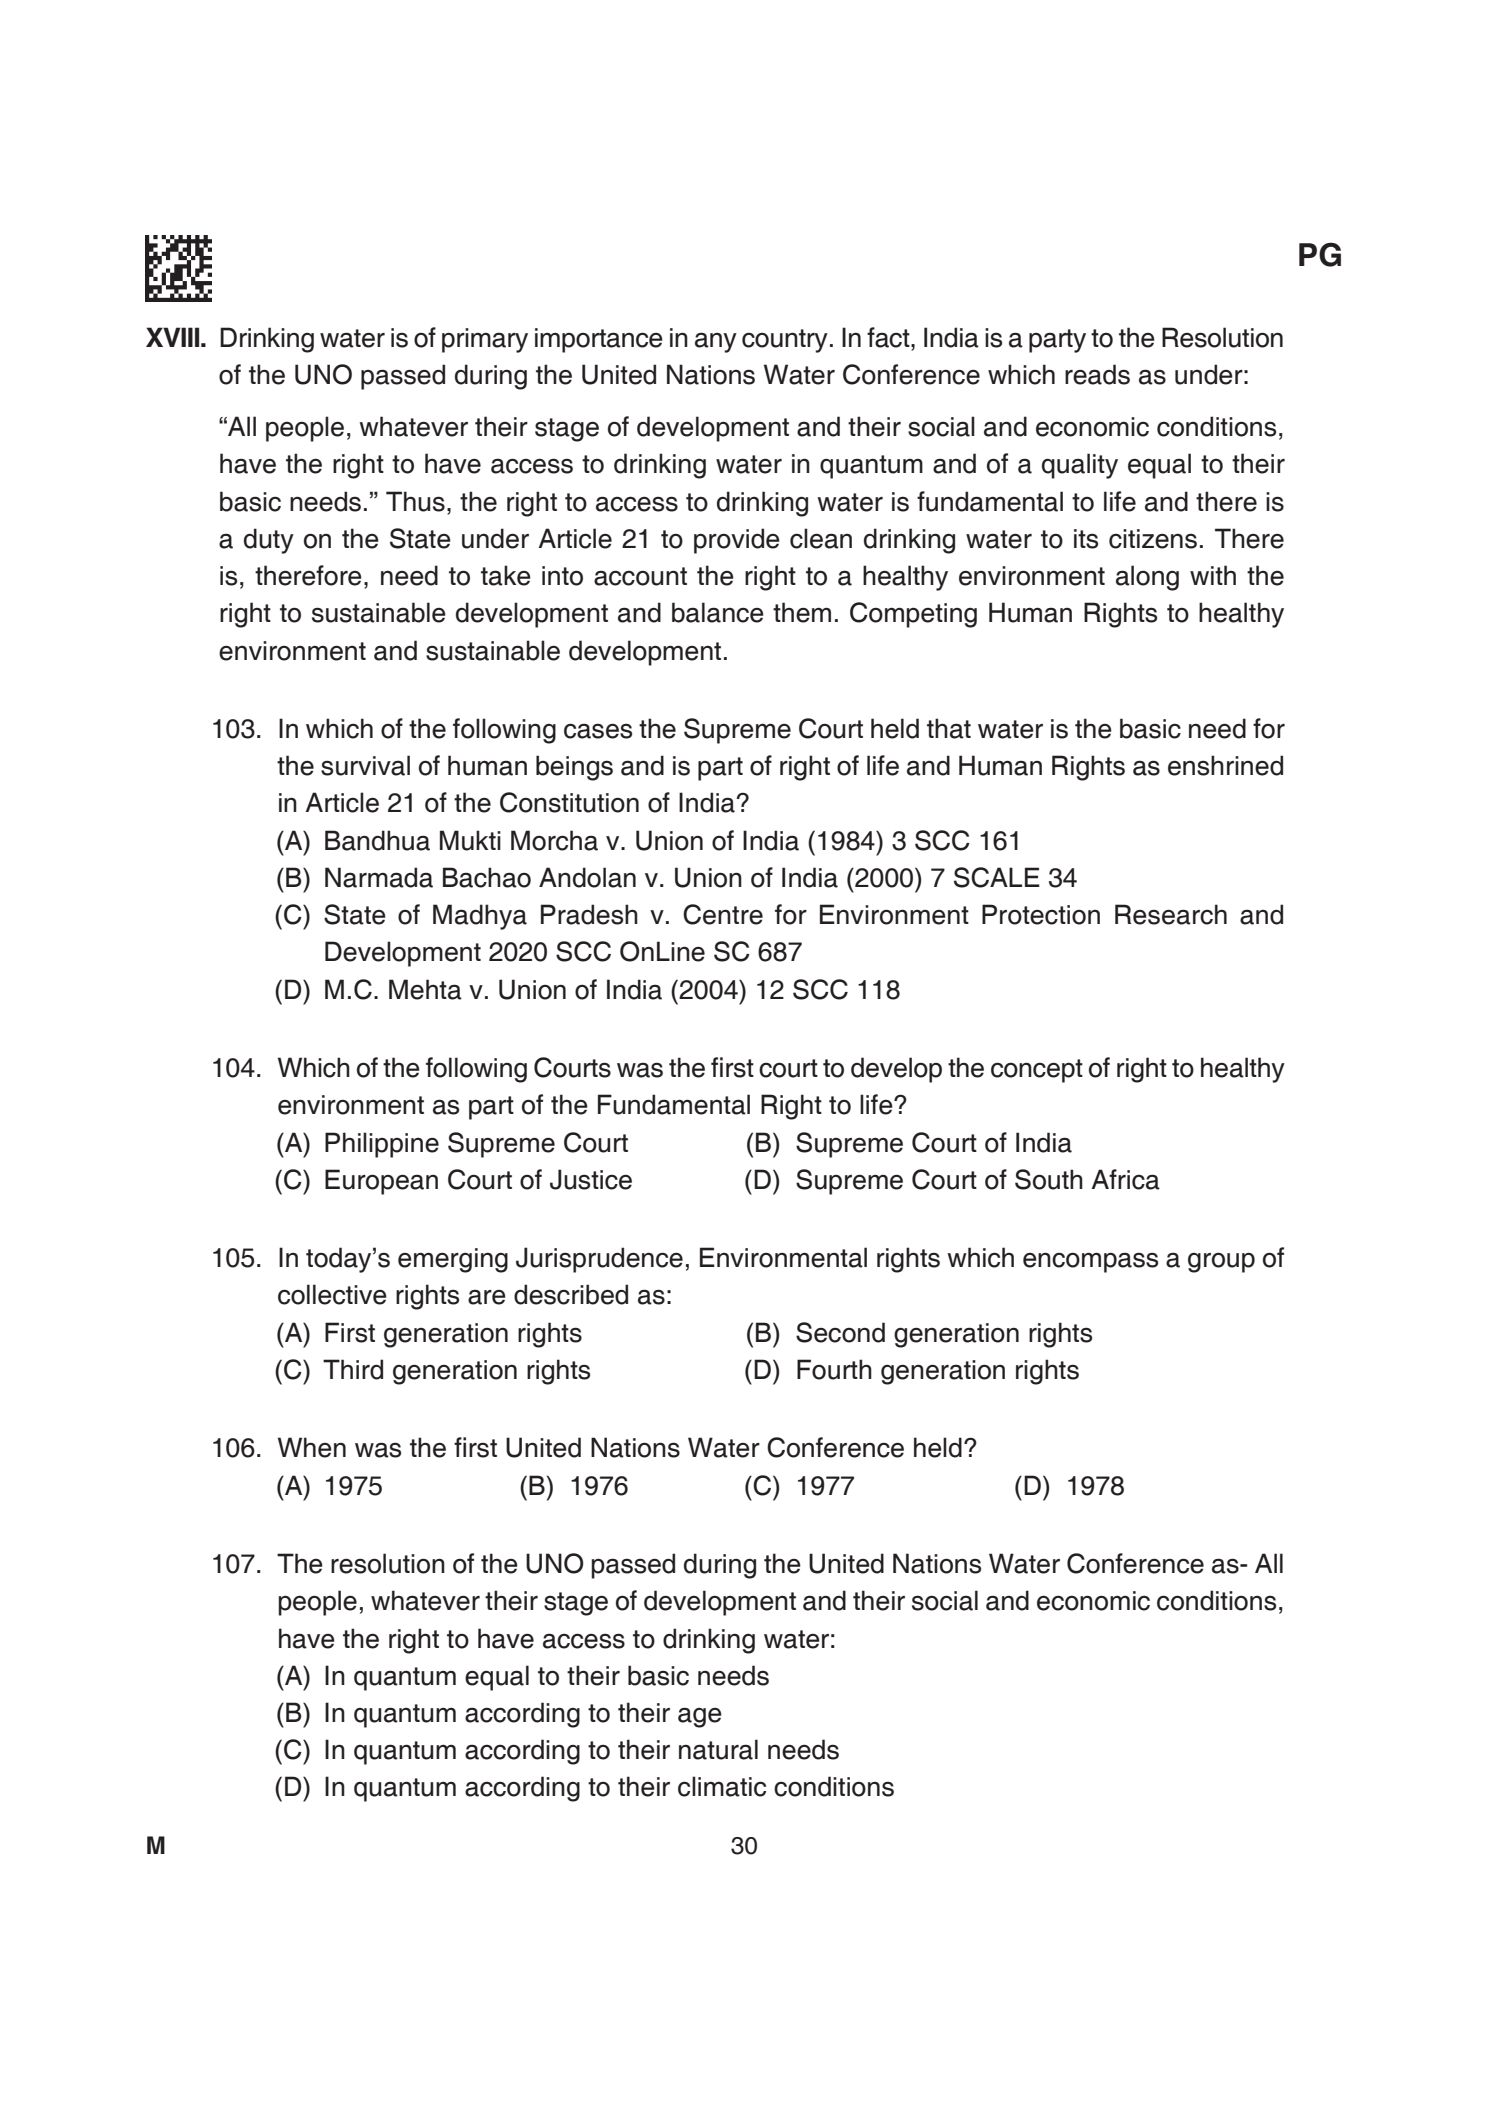 PG
XVIII. Drinking water is of primary importance in any country. In fact, India is a party to the Resolution
of the UNO passed during the United Nations Water Conference which reads as under:
“All people, whatever their stage of development and their social and economic conditions,
have the right to have access to drinking water in quantum and of a quality equal to their
basic needs.” Thus, the right to access to drinking water is fundamental to life and there is
a duty on the State under Article 21 to provide clean drinking water to its citizens. There
is, therefore, need to take into account the right to a healthy environment along with the
right to sustainable development and balance them. Competing Human Rights to healthy
environment and sustainable development.
103. In which of the following cases the Supreme Court held that water is the basic need for
the survival of human beings and is part of right of life and Human Rights as enshrined
in Article 21 of the Constitution of India?
(A) Bandhua Mukti Morcha v. Union of India (1984) 3 SCC 161
(B) Narmada Bachao Andolan v. Union of India (2000) 7 SCALE 34
(C) State of Madhya Pradesh v. Centre for Environment Protection Research and
Development 2020 SCC OnLine SC 687
(D) M.C. Mehta v. Union of India (2004) 12 SCC 118
104. Which of the following Courts was the first court to develop the concept of right to healthy
environment as part of the Fundamental Right to life?
(A) Philippine Supreme Court (B) Supreme Court of India
(C) European Court of Justice (D) Supreme Court of South Africa
105. In today’s emerging Jurisprudence, Environmental rights which encompass a group of
collective rights are described as:
(A) First generation rights (B) Second generation rights
(C) Third generation rights (D) Fourth generation rights
106. When was the first United Nations Water Conference held?
(A) 1975 (B) 1976 (C) 1977 (D) 1978
107. The resolution of the UNO passed during the United Nations Water Conference as- All
people, whatever their stage of development and their social and economic conditions,
have the right to have access to drinking water:
(A) In quantum equal to their basic needs
(B) In quantum according to their age
(C) In quantum according to their natural needs
(D) In quantum according to their climatic conditions
M 30